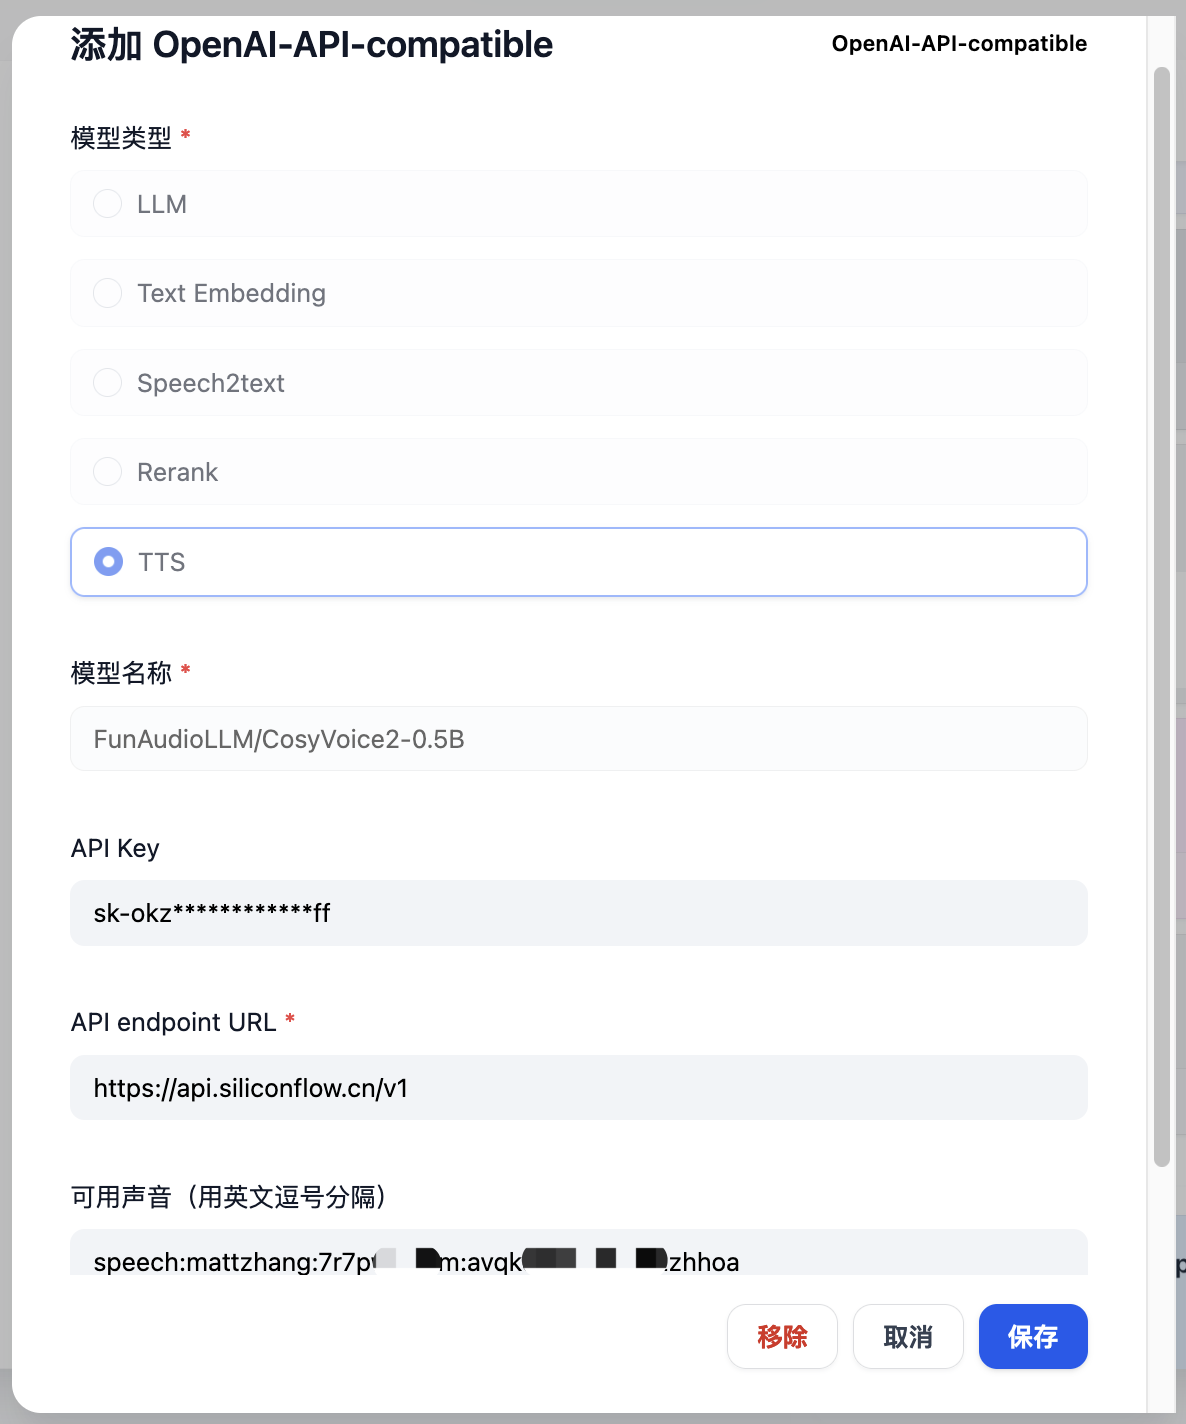 添加 OpenAI-API-compatible
OpenAI-API-compatible
模型类型 *
LLM
Text Embedding
Speech2text
Rerank
TTS
模型名称 *
FunAudioLLM/CosyVoice2-0.5B
API Key
sk-okz************ff
API endpoint URL *
https://api.siliconflow.cn/v1
可用声音（用英文逗号分隔）
speech:mattzhang:7r7p m:avqk zhhoa
移除
取消
保存